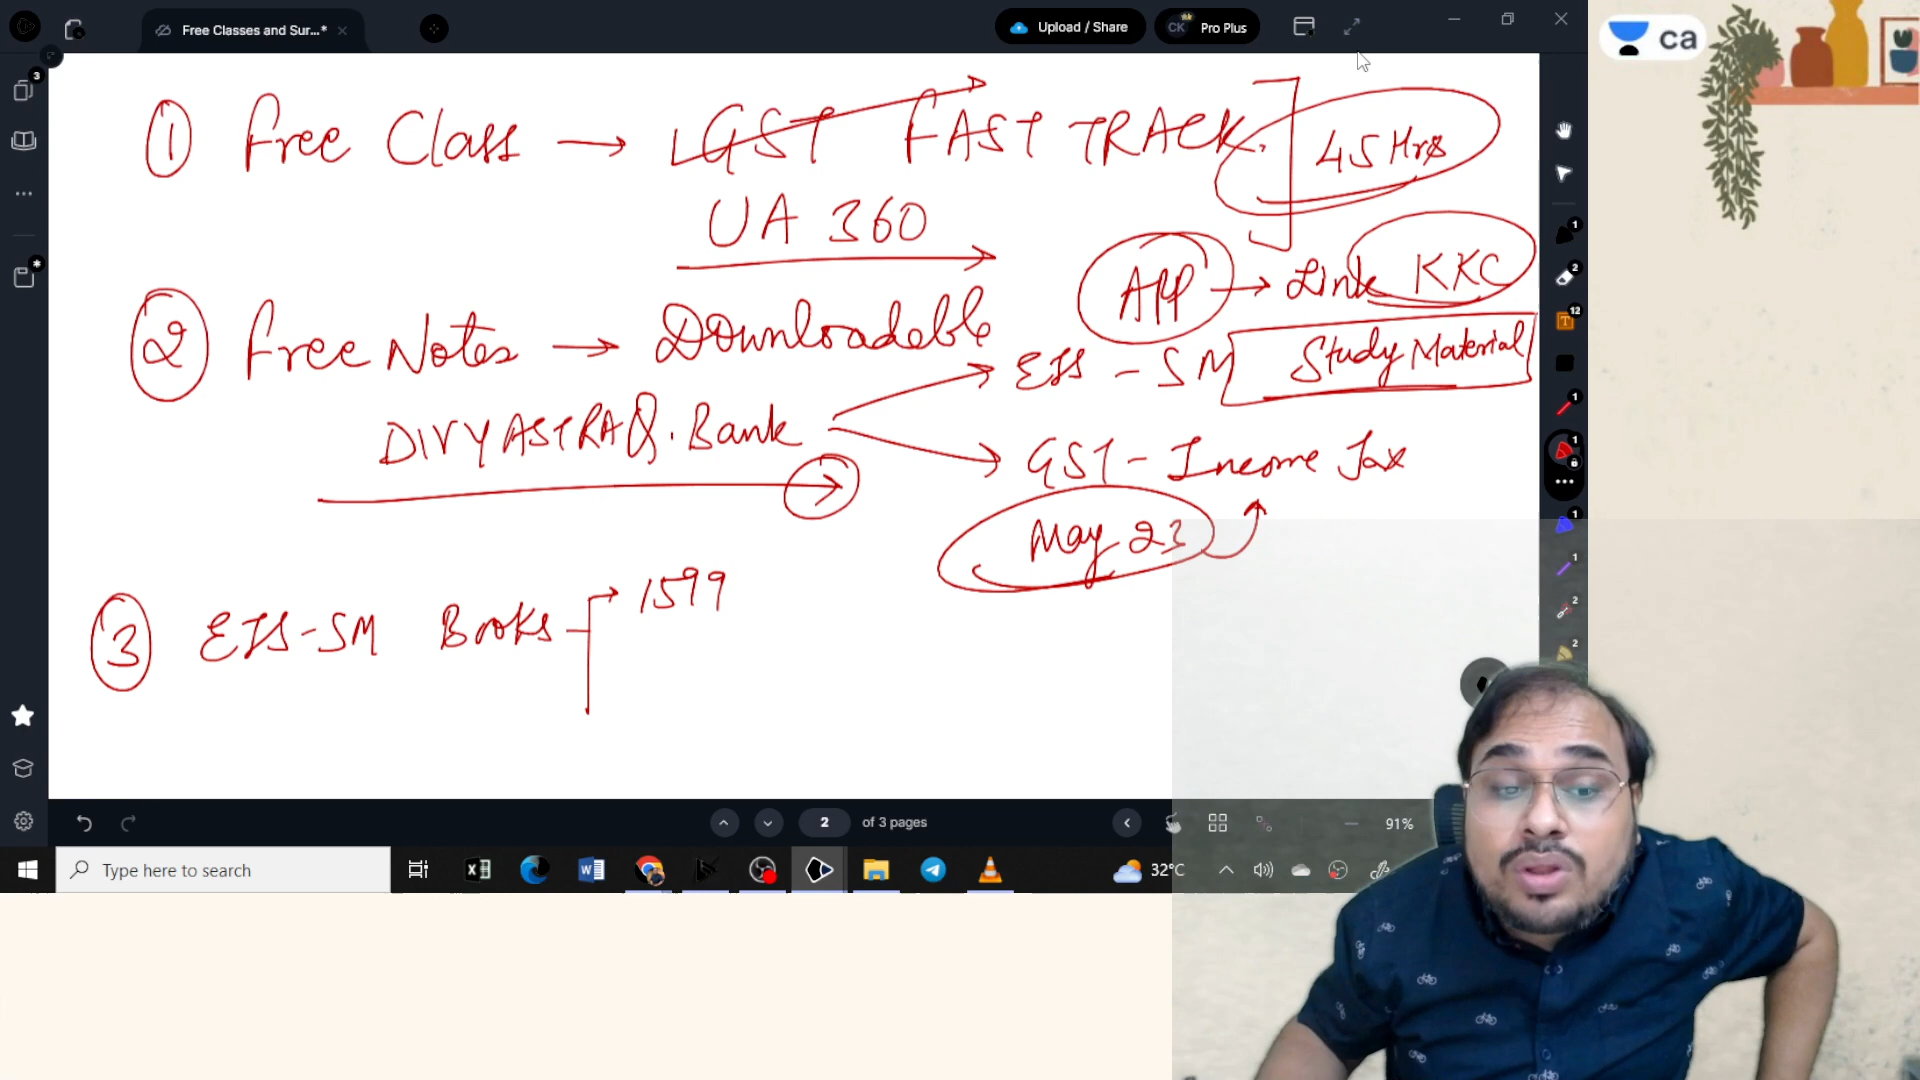 Free Classes and Sur...*
Upload / Share
CK Pro Plus
ca
① Free Class → GST FAST TRACK. 45 Hrs
UA 360
APP → Link KKC
② Free Notes → Downloadable
EIS - SM Study Material
DIVYASTRA Q. Bank
GST - Income Tax
May 23
③ EIS-SM Books → 1599
2 of 3 pages
91%
Type here to search
32°C